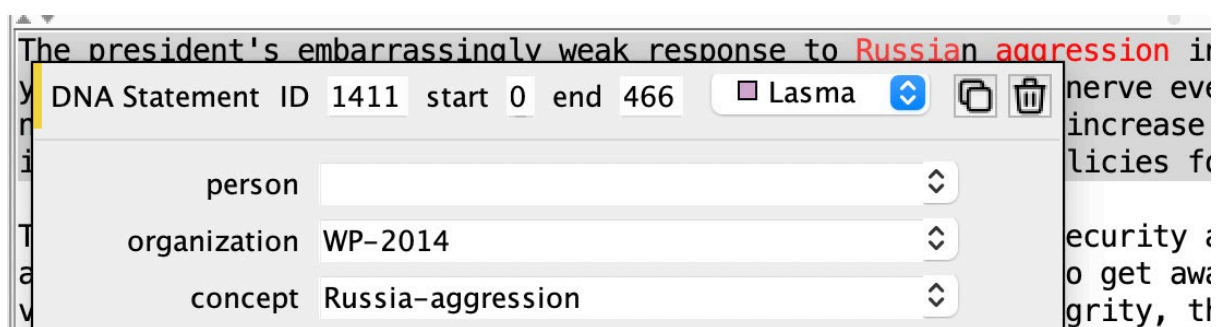 The president's embarrassingly weak response to Russian aggression in
DNA Statement ID 1411 start 0 end 466 Lasma
nerve eve
increase
licies fo
person
organization WP-2014
ecurity a
o get awa
concept Russia-aggression
grity, th